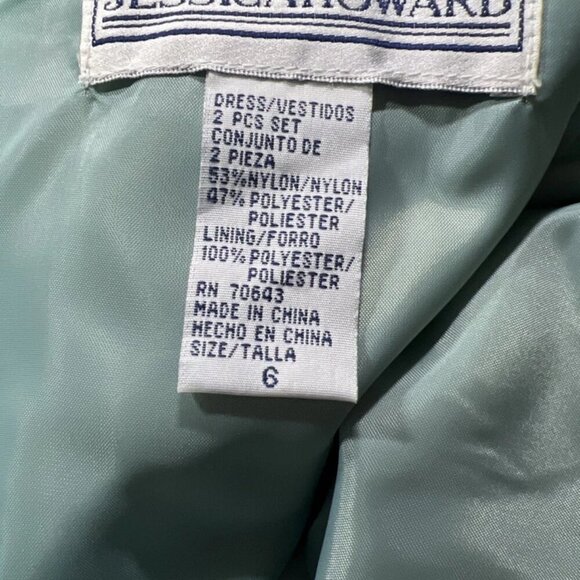 JESSICA HOWARD
DRESS/VESTIDOS
2 PCS SET
CONJUNTO DE
2 PIEZA
53%NYLON/NYLON
47% POLYESTER/
POLIESTER
LINING/FORRO
100% POLYESTER/
POLIESTER
RN 70643
MADE IN CHINA
HECHO EN CHINA
SIZE/TALLA
6